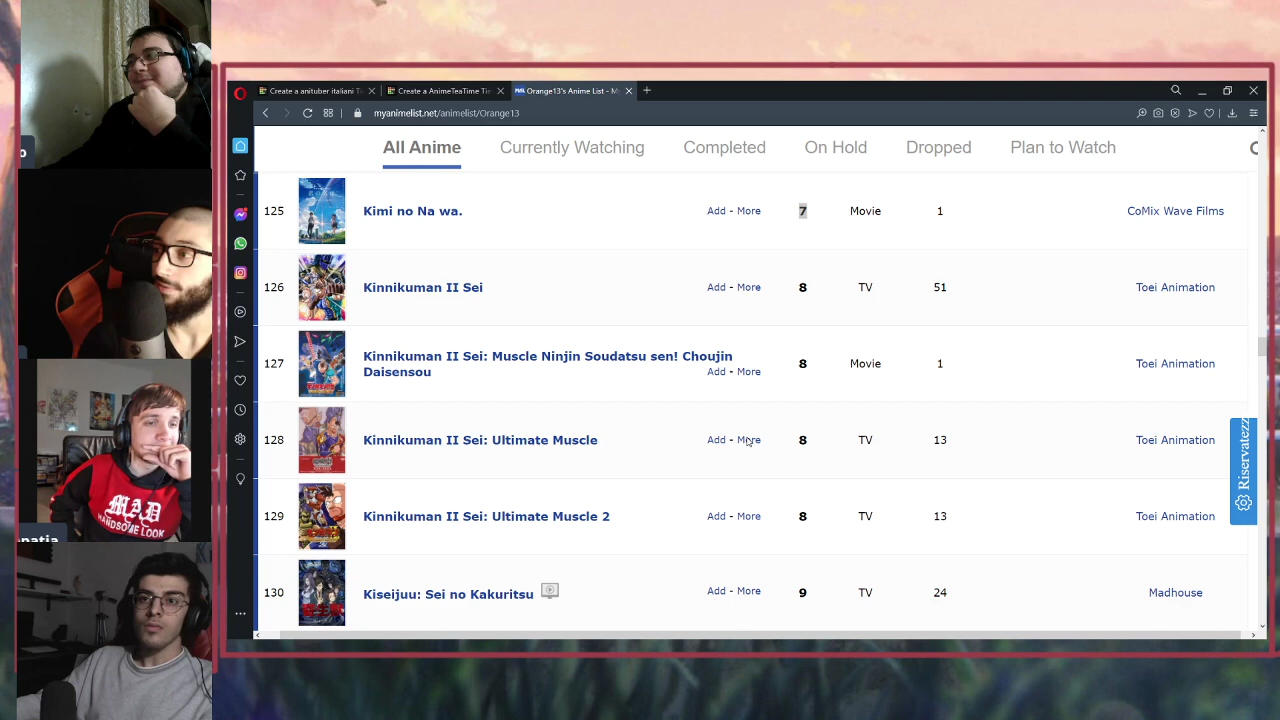 Create a anituber italiani Ti
Create a AnimeTeaTime Tie
MAL Orange13's Anime List - My
myanimelist.net/animelist/Orange13
All Anime Currently Watching Completed On Hold Dropped Plan to Watch
125 Kimi no Na wa. Add - More 7 Movie 1 CoMix Wave Films
126 Kinnikuman II Sei Add - More 8 TV 51 Toei Animation
127 Kinnikuman II Sei: Muscle Ninjin Soudatsu sen! Choujin
Daisensou Add - More 8 Movie 1 Toei Animation
128 Kinnikuman II Sei: Ultimate Muscle Add - More 8 TV 13 Toei Animation
129 Kinnikuman II Sei: Ultimate Muscle 2 Add - More 8 TV 13 Toei Animation
130 Kiseijuu: Sei no Kakuritsu Add - More 9 TV 24 Madhouse
Riservatezz
MAD
HANDSOME LOOK